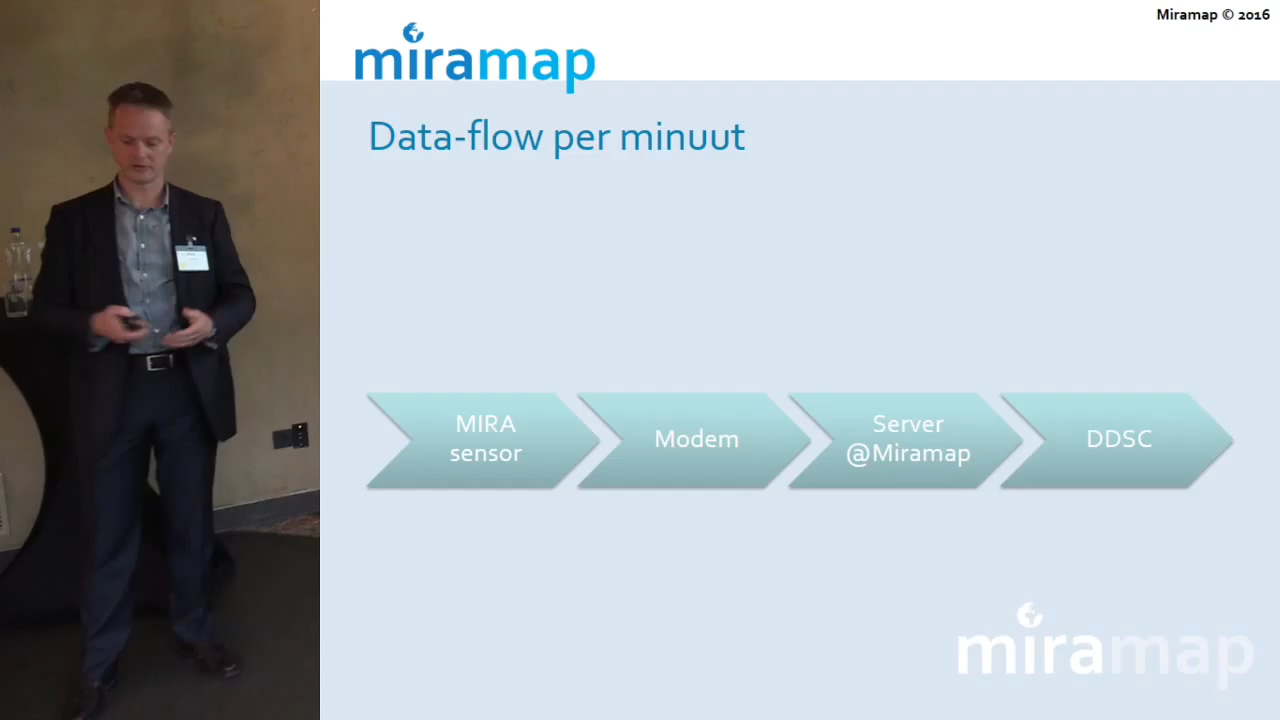 Miramap © 2016
miramap
Data-flow per minuut
MIRA
sensor
Modem
Server
@Miramap
DDSC
miramap